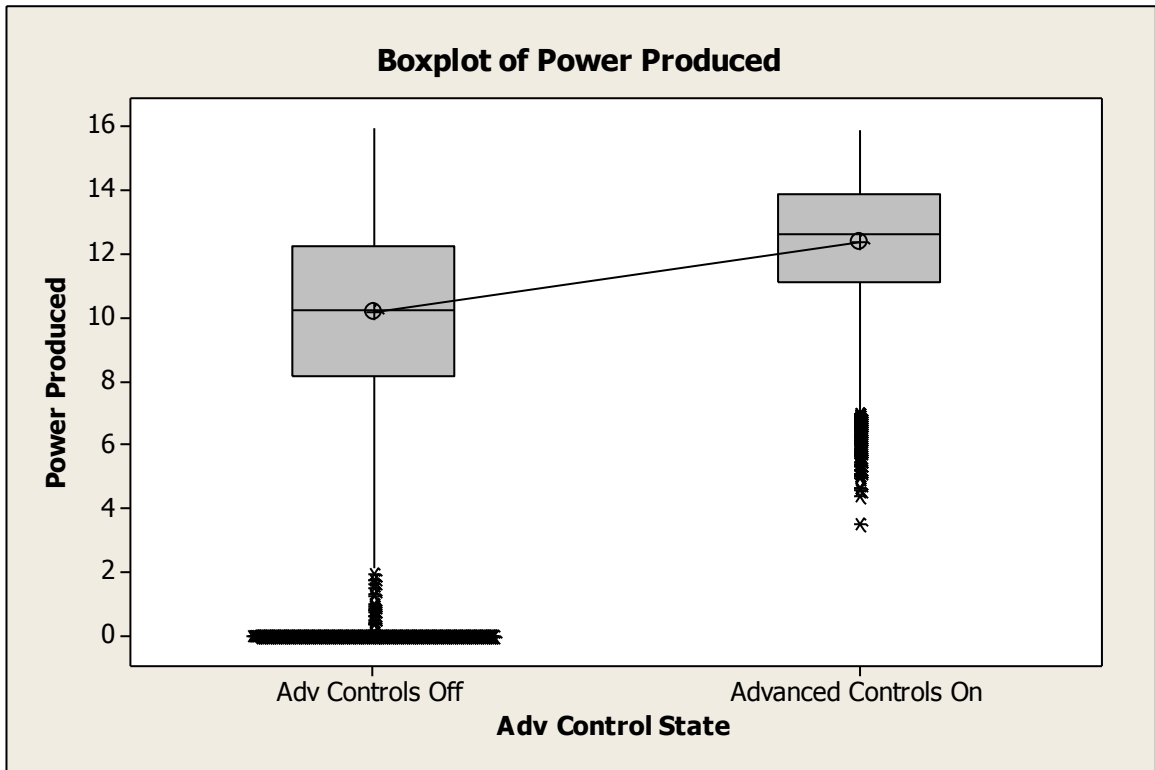 Boxplot of Power Produced
16
14
12
10
8
6
4
2
0
Power Produced
Adv Controls Off
Advanced Controls On
Adv Control State